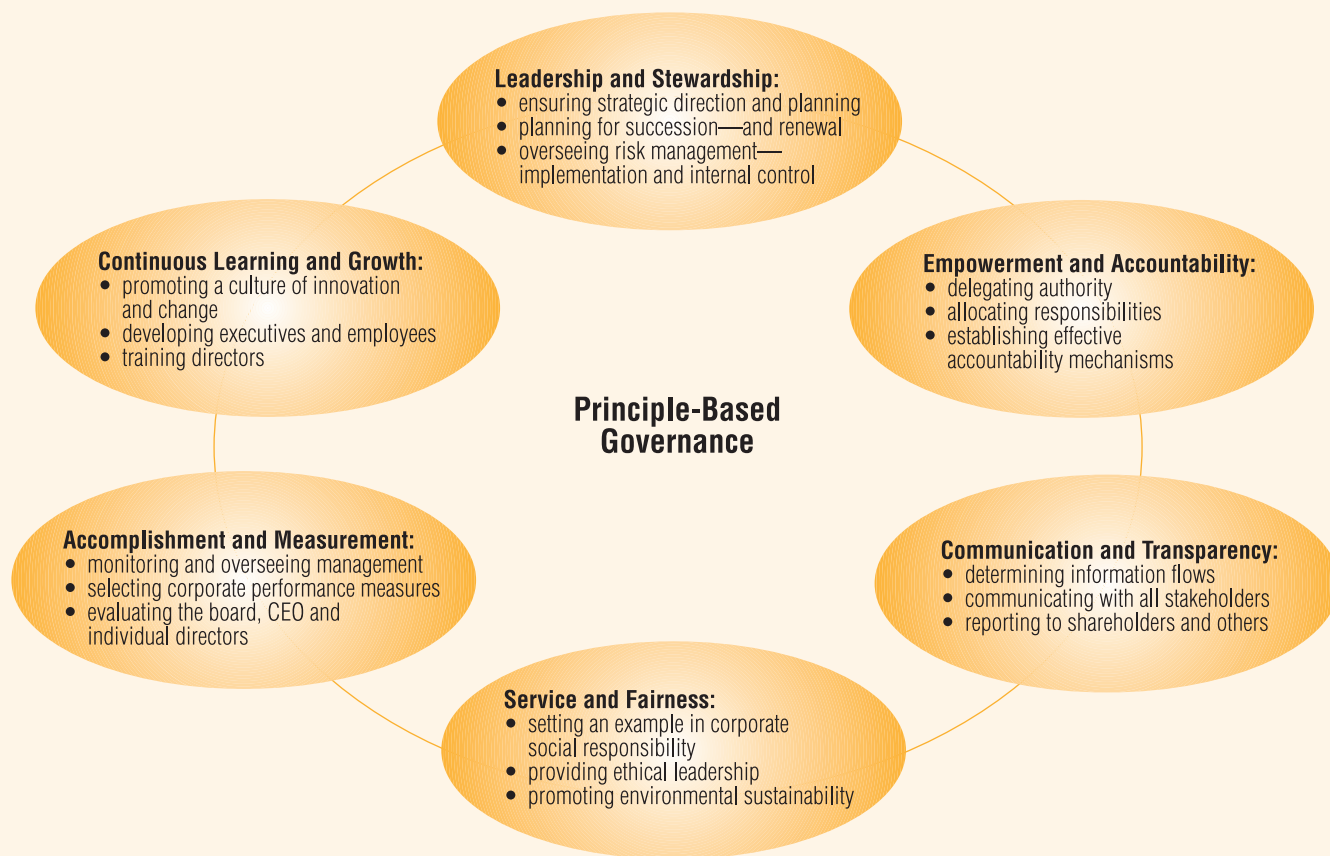 Leadership and Stewardship:
• ensuring strategic direction and planning
• planning for succession—and renewal
• overseeing risk management—
implementation and internal control
Continuous Learning and Growth:
• promoting a culture of innovation
and change
• developing executives and employees
• training directors
Empowerment and Accountability:
• delegating authority
• allocating responsibilities
• establishing effective
accountability mechanisms
Principle-Based
Governance
Accomplishment and Measurement:
• monitoring and overseeing management
• selecting corporate performance measures
• evaluating the board, CEO and
individual directors
Communication and Transparency:
• determining information flows
• communicating with all stakeholders
• reporting to shareholders and others
Service and Fairness:
• setting an example in corporate
social responsibility
• providing ethical leadership
• promoting environmental sustainability